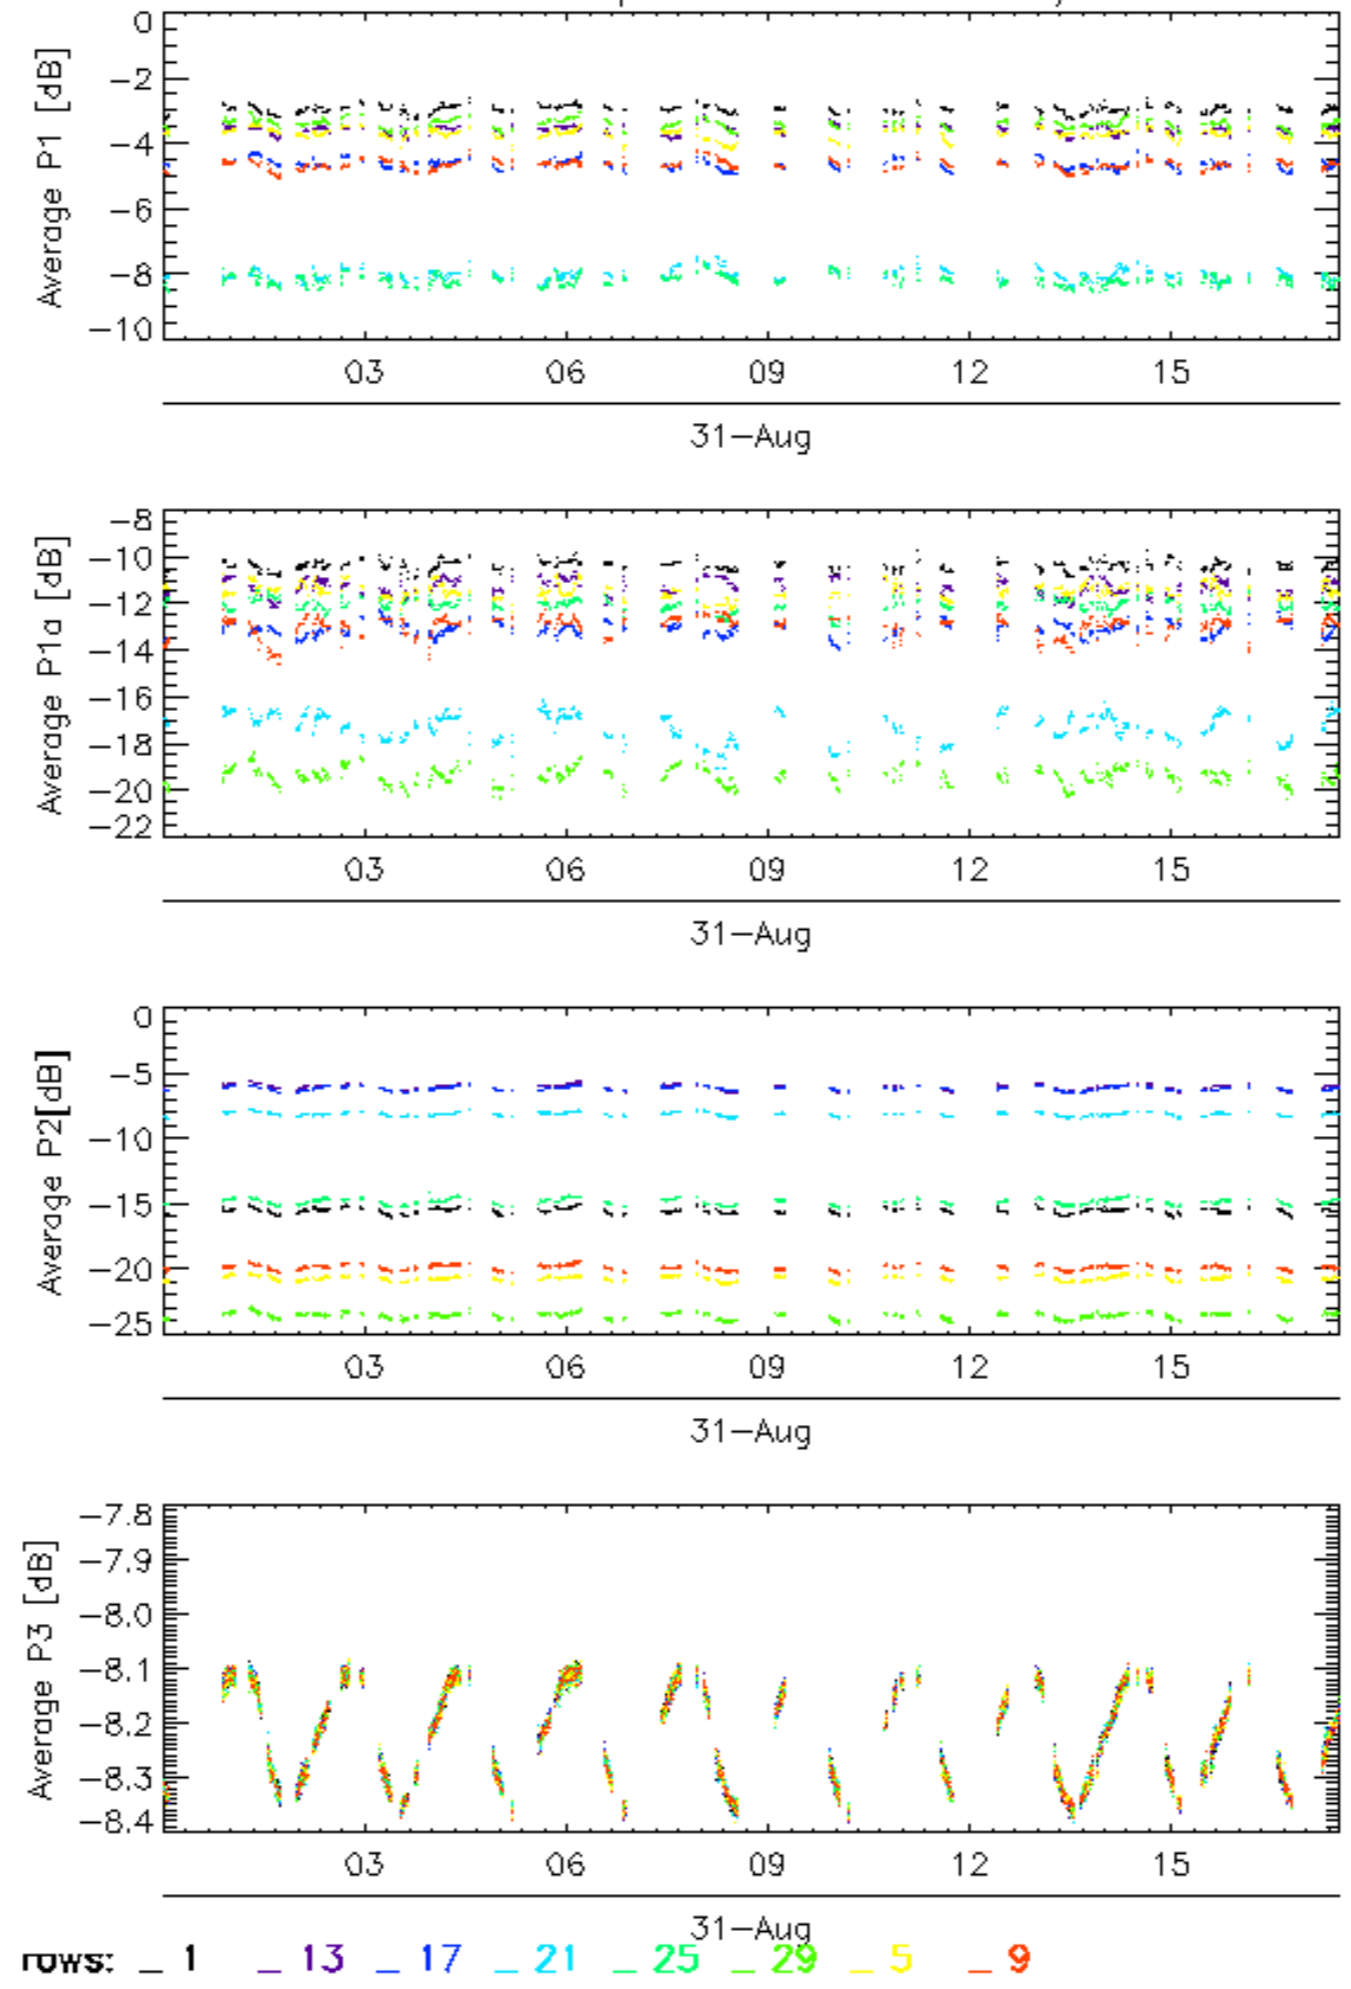 0
−2
−4
−6
−8
−10
Average P1 [dB]
03 06 09 12 15
31−Aug
−8
−10
−12
−14
−16
−18
−20
−22
Average P1a [dB]
03 06 09 12 15
31−Aug
0
−5
−10
−15
−20
−25
Average P2[dB]
03 06 09 12 15
31−Aug
−7.8
−7.9
−8.0
−8.1
−8.2
−8.3
−8.4
Average P3 [dB]
03 06 09 12 15
31−Aug
rows: _ 1 _ 13 _ 17 _ 21 _ 25 _ 29 _ 5 _ 9